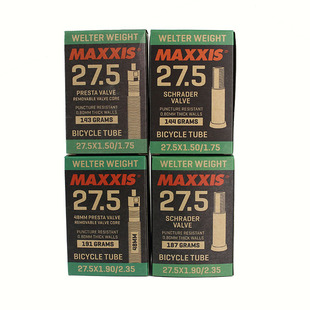 WELTER WEIGHT
MAXXIS
27.5
PRESTA VALVE
REMOVABLE VALVE CORE
143 GRAMS
PUNCTURE RESISTANT
0.80MM THICK WALLS
BICYCLE TUBE
27.5X1.50/1.75
WELTER WEIGHT
MAXXIS
27.5
SCHRADER
VALVE
PUNCTURE RESISTANT
0.80MM THICK WALLS
144 GRAMS
BICYCLE TUBE
27.5X1.50/1.75
WELTER WEIGHT
MAXXIS
27.5
48MM PRESTA VALVE
REMOVABLE VALVE CORE
PUNCTURE RESISTANT
0.80MM THICK WALLS
191 GRAMS
48MM
BICYCLE TUBE
27.5X1.90/2.35
WELTER WEIGHT
MAXXIS
27.5
SCHRADER
VALVE
PUNCTURE RESISTANT
0.80MM THICK WALLS
187 GRAMS
BICYCLE TUBE
27.5X1.90/2.35